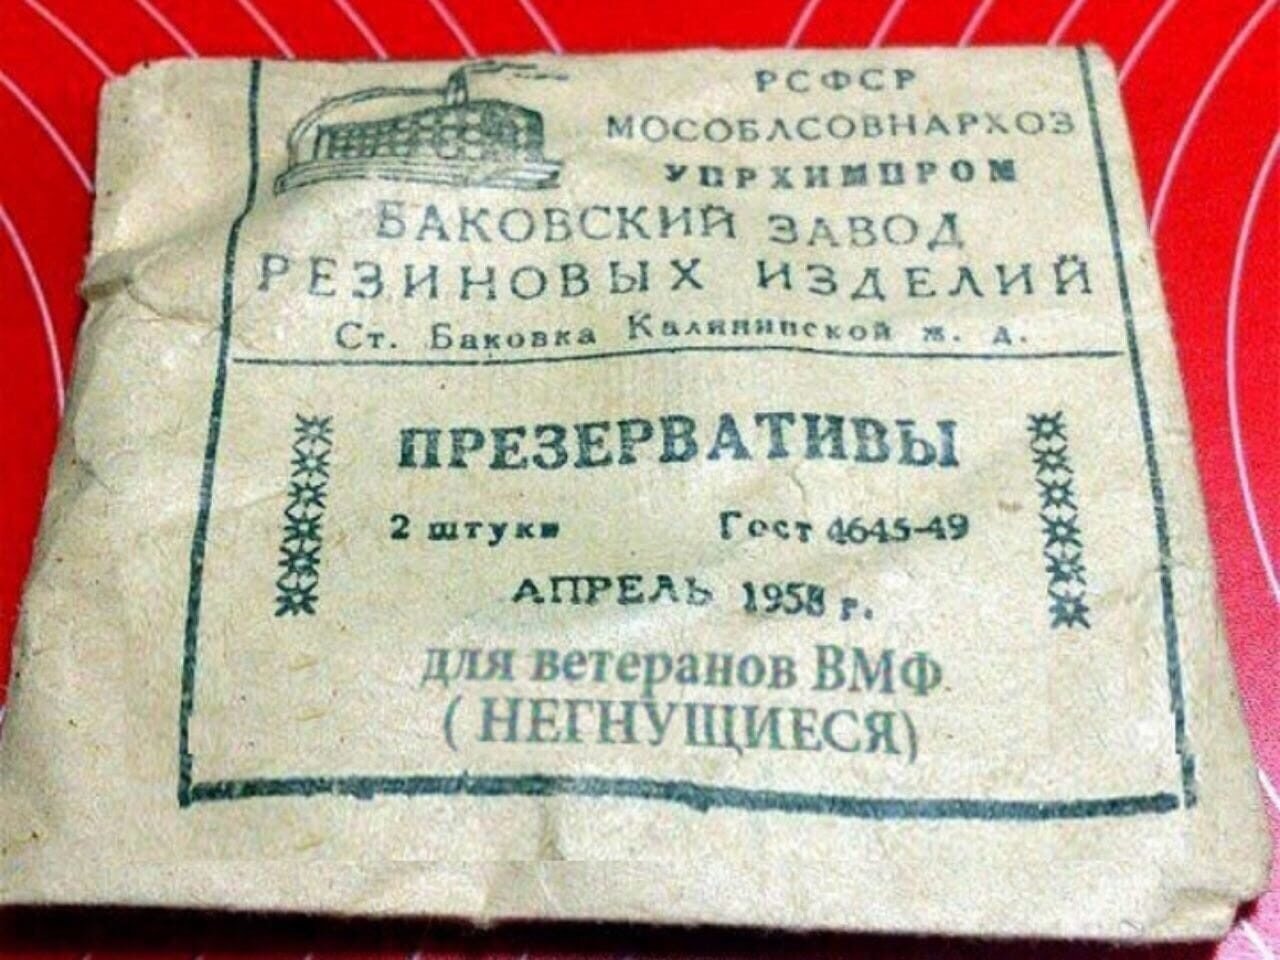 РСФСР
МОСОБЛСОВНАРХОЗ
УПРХИМПРОМ
БАКОВСКИЙ ЗАВОД
РЕЗИНОВЫХ ИЗДЕЛИЙ
Ст. Баковка Калининской ж. д.
ПРЕЗЕРВАТИВЫ
2 штуки Гост 4645-49
АПРЕЛЬ 1958 г.
для ветеранов ВМФ
( НЕГНУЩИЕСЯ)